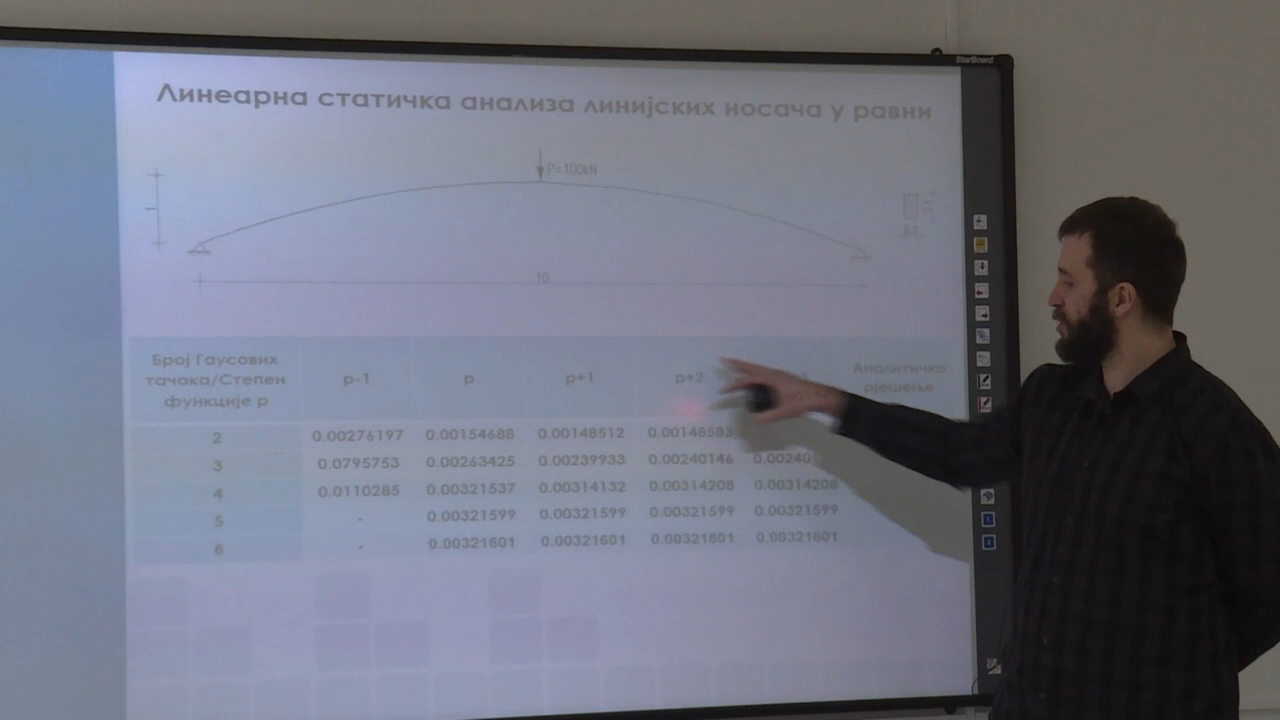 StarBoard
Линеарна статичка анализа линијских носача у равни
P=100kN
10
Број Гаусових тачака/Степен функције p p-1 p p+1 p+2 Аналитичко рјешење
2 0.00276197 0.00154688 0.00148512 0.00148583
3 0.0795753 0.00263425 0.00239933 0.00240146 0.00240
4 0.0110285 0.00321537 0.00314132 0.00314208 0.00314208
5 - 0.00321599 0.00321599 0.00321599 0.00321599
6 - 0.00321601 0.00321601 0.00321601 0.00321601